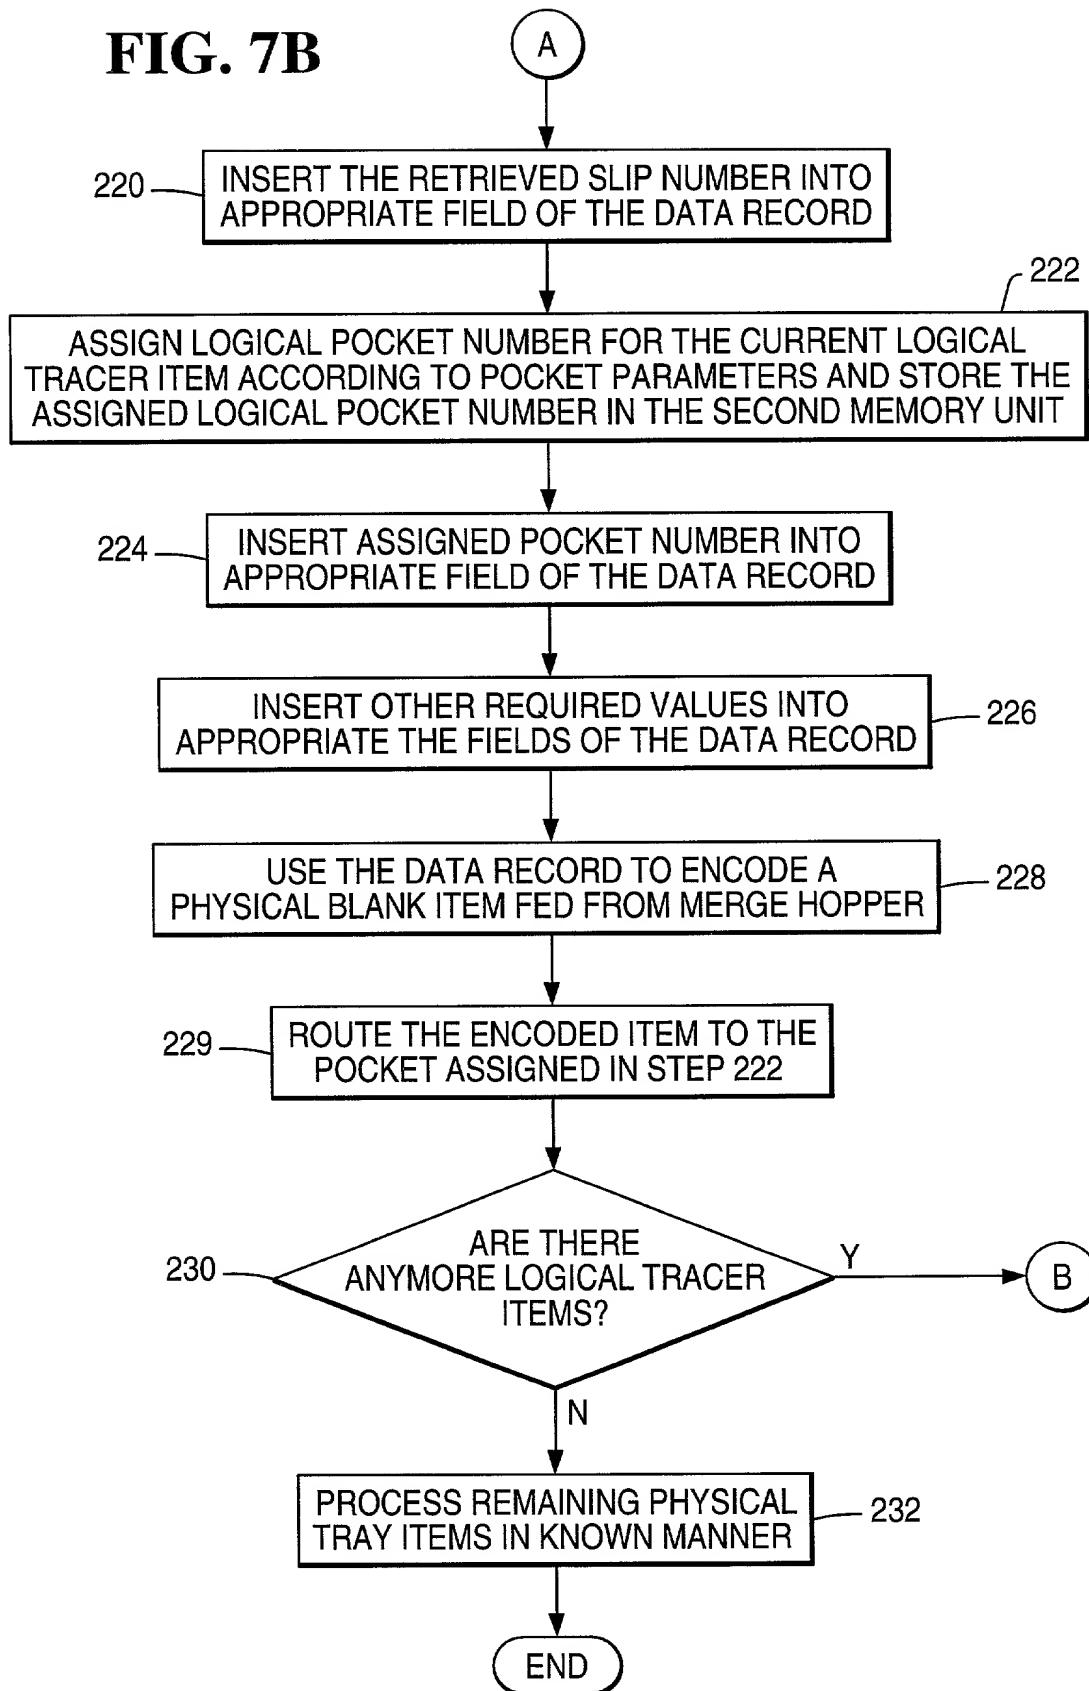 FIG. 7B
A
220
INSERT THE RETRIEVED SLIP NUMBER INTO
APPROPRIATE FIELD OF THE DATA RECORD
222
ASSIGN LOGICAL POCKET NUMBER FOR THE CURRENT LOGICAL
TRACER ITEM ACCORDING TO POCKET PARAMETERS AND STORE THE
ASSIGNED LOGICAL POCKET NUMBER IN THE SECOND MEMORY UNIT
224
INSERT ASSIGNED POCKET NUMBER INTO
APPROPRIATE FIELD OF THE DATA RECORD
INSERT OTHER REQUIRED VALUES INTO
APPROPRIATE THE FIELDS OF THE DATA RECORD
226
USE THE DATA RECORD TO ENCODE A
PHYSICAL BLANK ITEM FED FROM MERGE HOPPER
228
229
ROUTE THE ENCODED ITEM TO THE
POCKET ASSIGNED IN STEP 222
230
ARE THERE
ANYMORE LOGICAL TRACER
ITEMS?
Y
B
N
PROCESS REMAINING PHYSICAL
TRAY ITEMS IN KNOWN MANNER
232
END